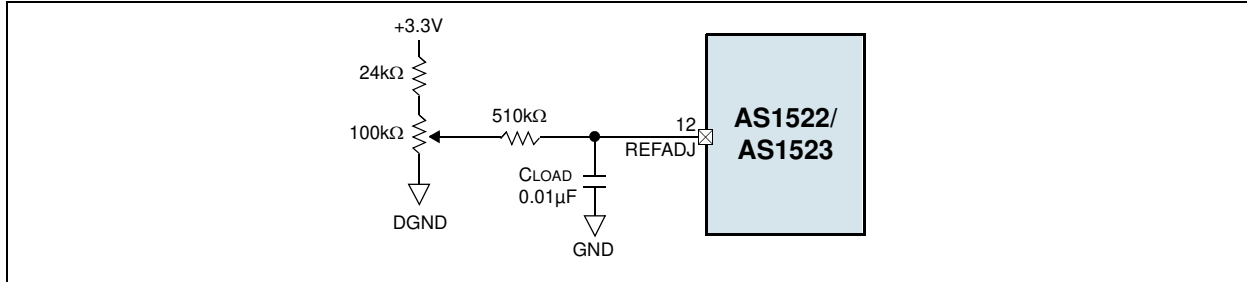 +3.3V
24kΩ
100kΩ
510kΩ
12
REFADJ
CLOAD
0.01µF
DGND
GND
AS1522/
AS1523